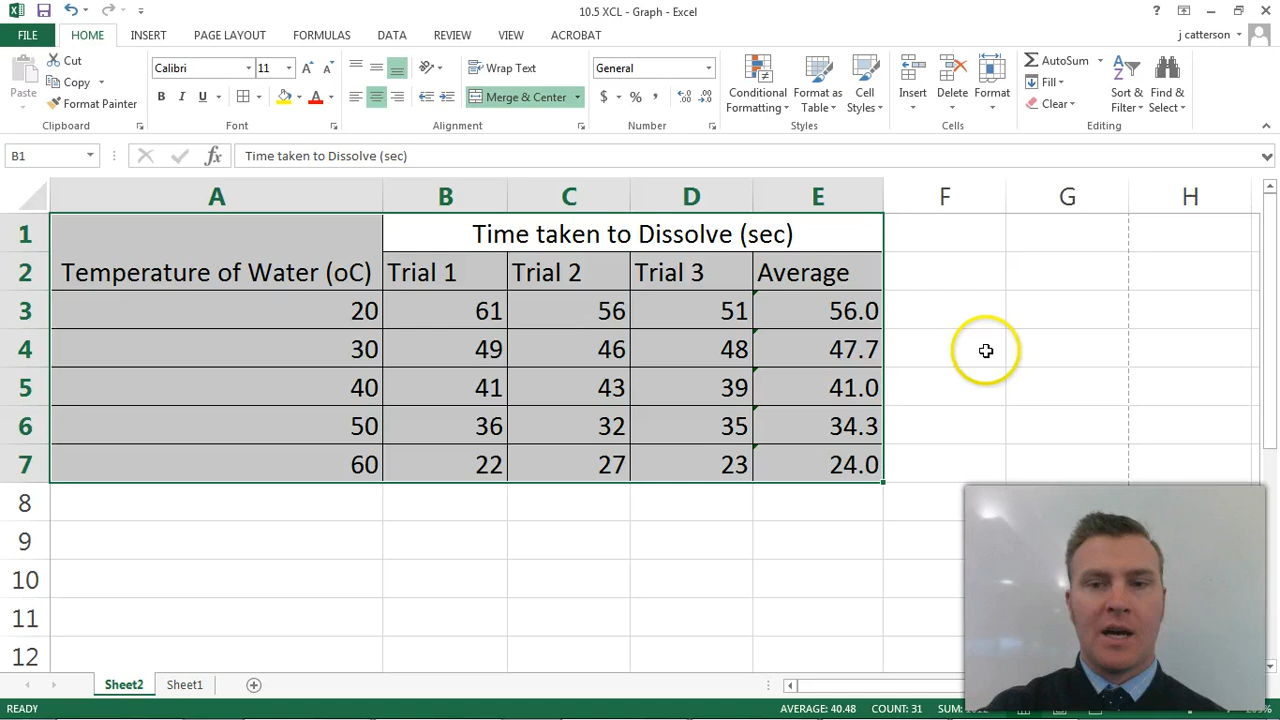 10.5 XCL - Graph - Excel
?
FILE HOME INSERT PAGE LAYOUT FORMULAS DATA REVIEW VIEW ACROBAT j catterson
Paste Cut Copy Format Painter Clipboard
Calibri 11 B I U A Font
Wrap Text Merge & Center Alignment
General $ % , Number
Conditional Formatting Format as Table Cell Styles Styles
Insert Delete Format Cells
AutoSum Fill Clear Sort & Filter Find & Select Editing
B1 fx Time taken to Dissolve (sec)
A B C D E F G H
1 Time taken to Dissolve (sec)
2 Temperature of Water (oC) Trial 1 Trial 2 Trial 3 Average
3 20 61 56 51 56.0
4 30 49 46 48 47.7
5 40 41 43 39 41.0
6 50 36 32 35 34.3
7 60 22 27 23 24.0
8
9
10
11
12
Sheet2 Sheet1
READY AVERAGE: 40.48 COUNT: 31 SUM: